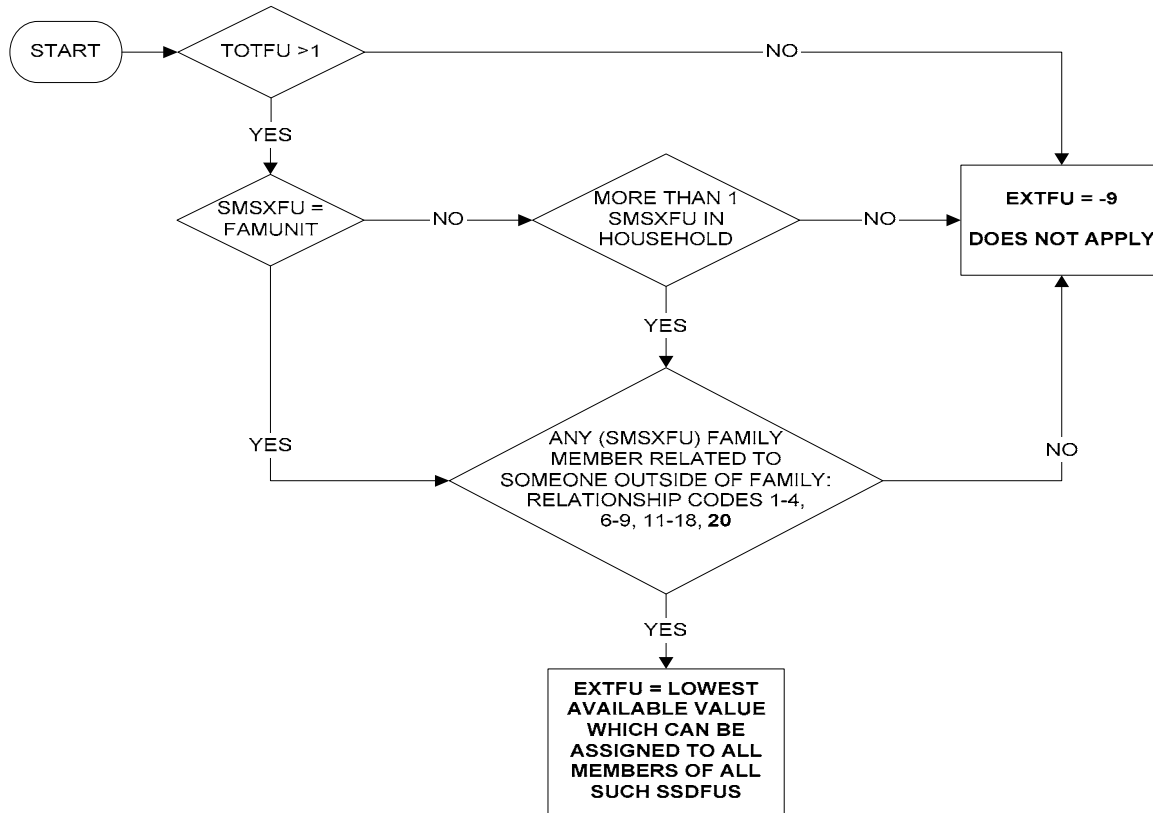 START
TOTFU >1
NO
YES
SMSXFU =
FAMUNIT
NO
MORE THAN 1
SMSXFU IN
HOUSEHOLD
NO
EXTFU = -9
DOES NOT APPLY
YES
YES
ANY (SMSXFU) FAMILY
MEMBER RELATED TO
SOMEONE OUTSIDE OF FAMILY:
RELATIONSHIP CODES 1-4,
6-9, 11-18, 20
NO
YES
EXTFU = LOWEST
AVAILABLE VALUE
WHICH CAN BE
ASSIGNED TO ALL
MEMBERS OF ALL
SUCH SSDFUS